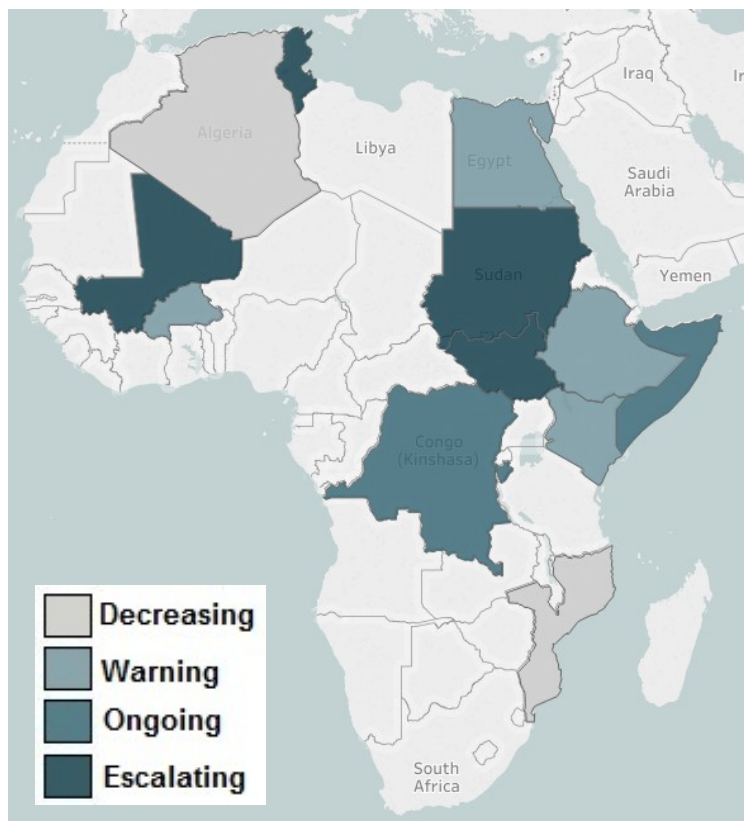 Iraq
Ir
Algeria
Libya
Egypt
Saudi
Arabia
Sudan
Yemen
Congo
(Kinshasa)
South
Africa
Decreasing
Warning
Ongoing
Escalating